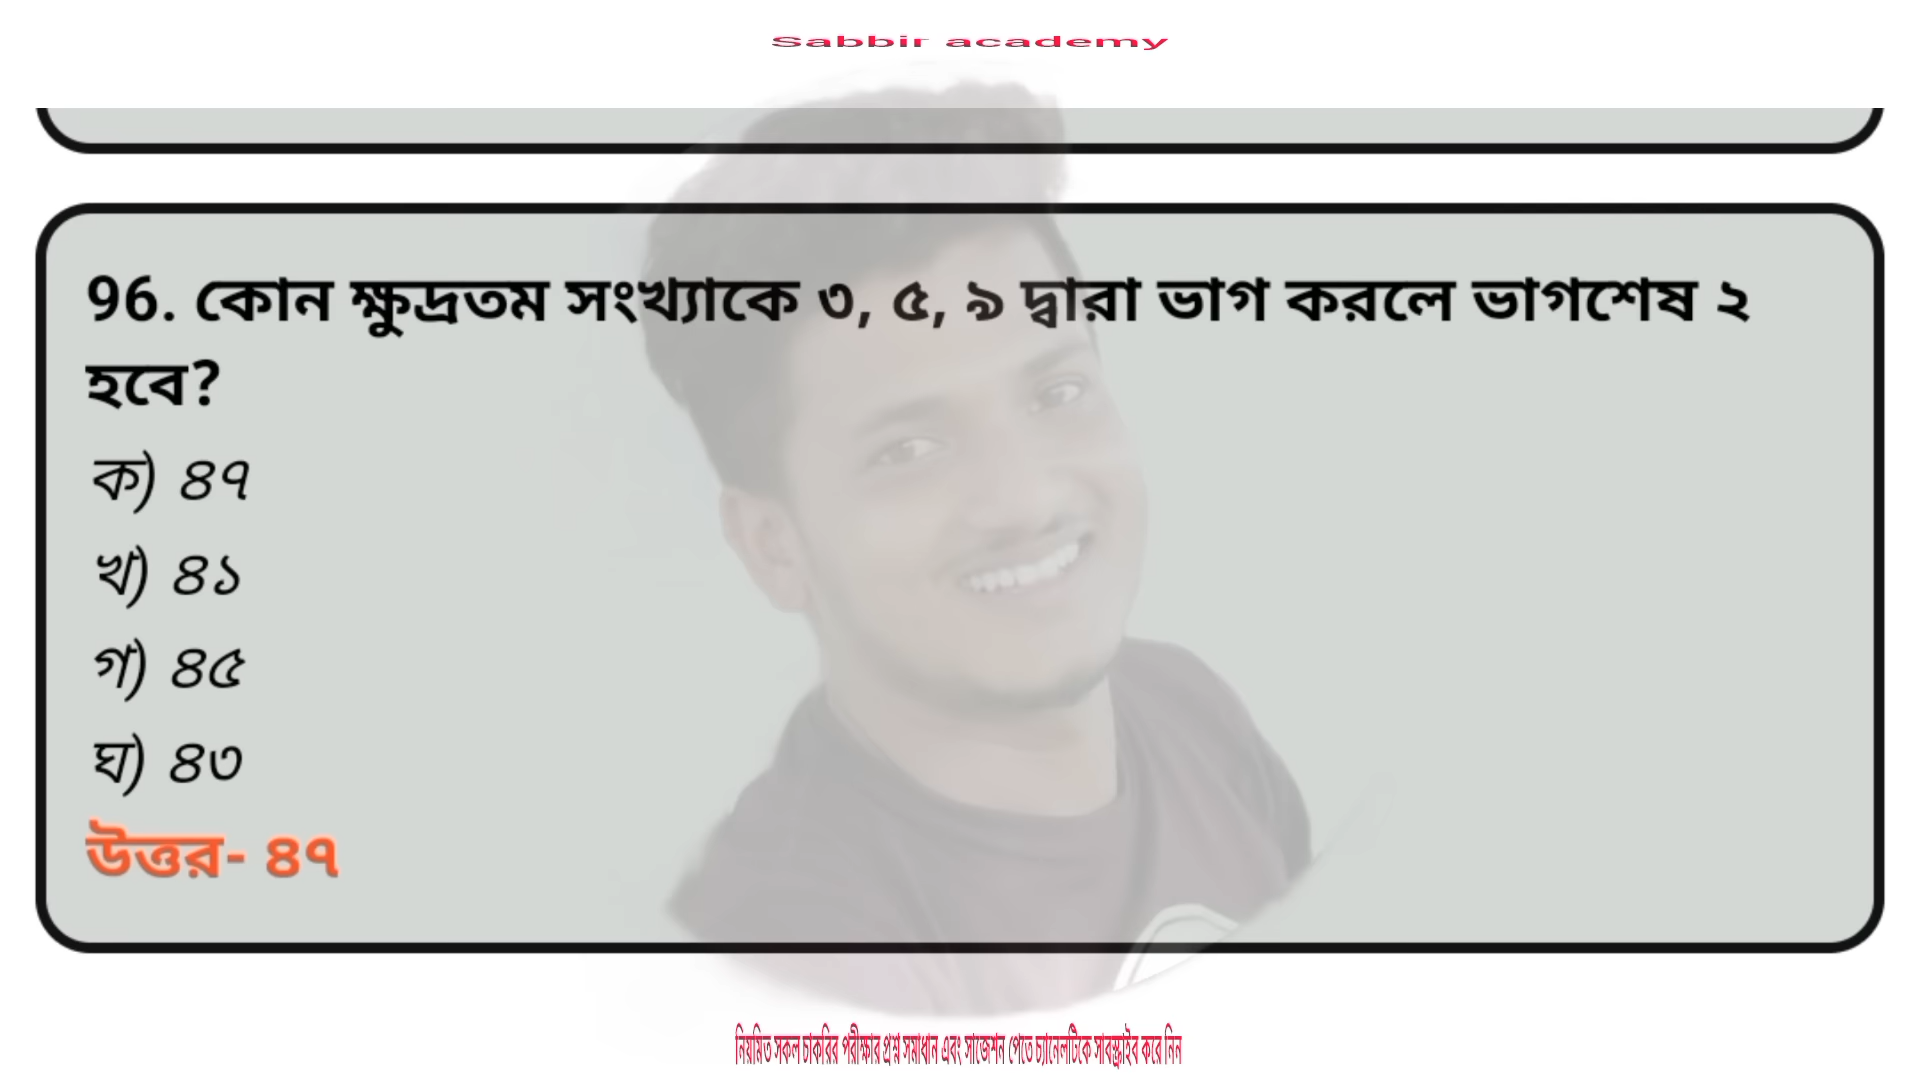 Sabbir academy
96. কোন ক্ষুদ্রতম সংখ্যাকে ৩, ৫, ৯ দ্বারা ভাগ করলে ভাগশেষ ২
হবে?
ক) ৪৭
খ) ৪১
গ) ৪৫
ঘ) ৪৩
উত্তর- ৪৭
নিয়মিত সকল চাকরির পরীক্ষার প্রশ্ন সমাধান এবং সাজেশন পেতে চ্যানেলটিকে সাবস্ক্রাইব করে নিন